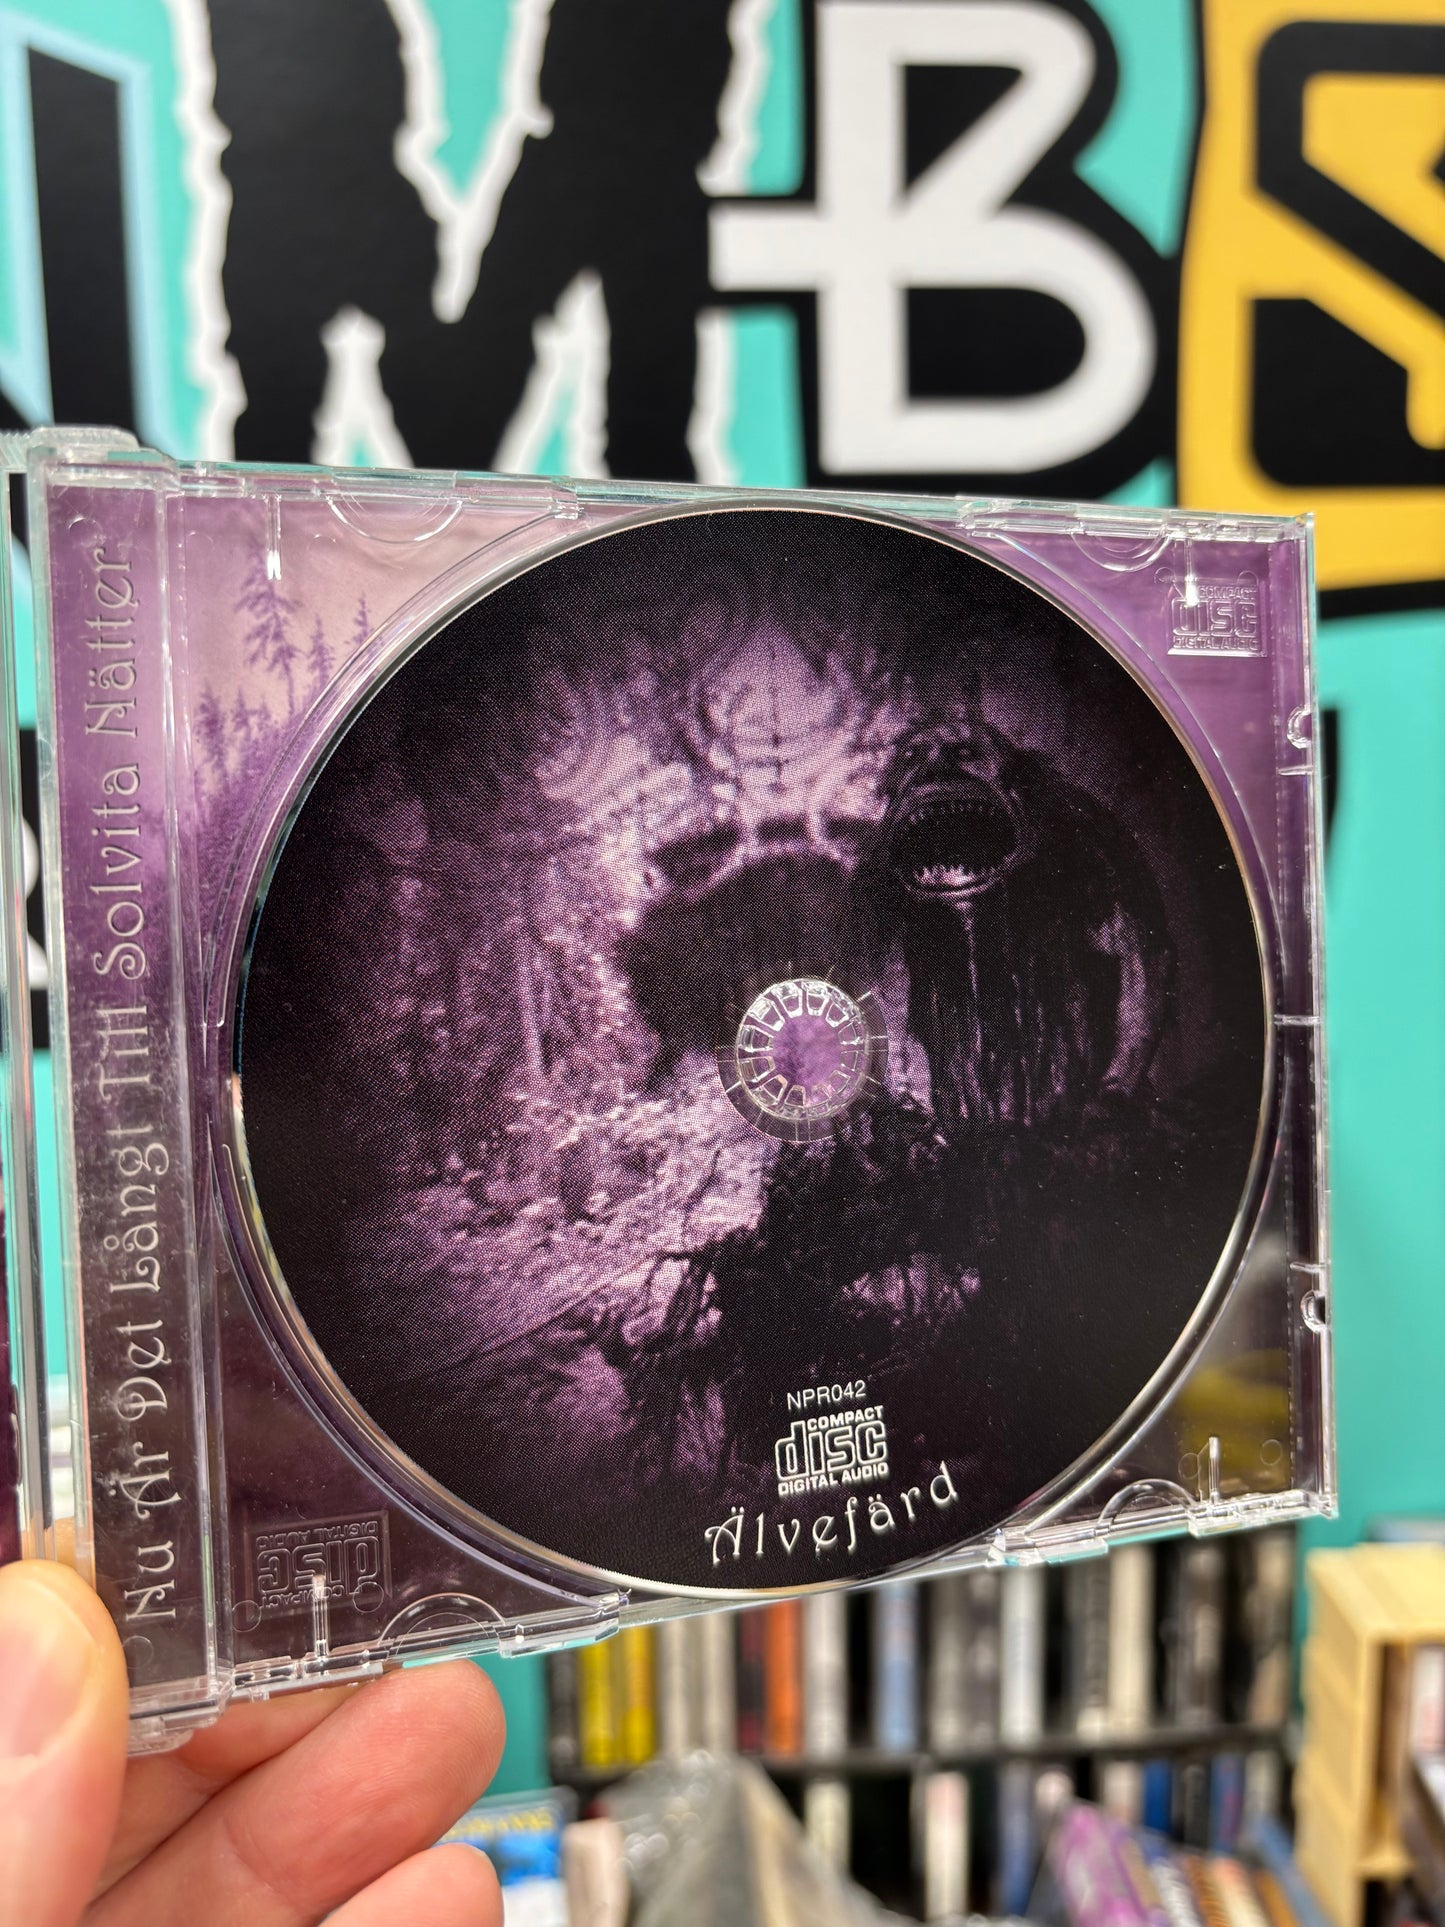 MBS
Nu Är Det Långt Till Solvita Nätter
COMPACT
disc
DIGITAL AUDIO
NPR042
COMPACT
disc
DIGITAL AUDIO
Älvefärd
COMPACT
disc
DIGITAL AUDIO